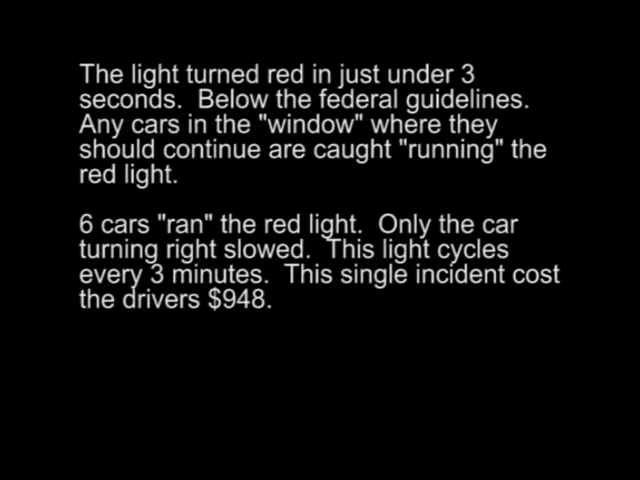 The light turned red in just under 3
seconds.  Below the federal guidelines.
Any cars in the "window" where they
should continue are caught "running" the
red light.
6 cars "ran" the red light.  Only the car
turning right slowed.  This light cycles
every 3 minutes.  This single incident cost
the drivers $948.